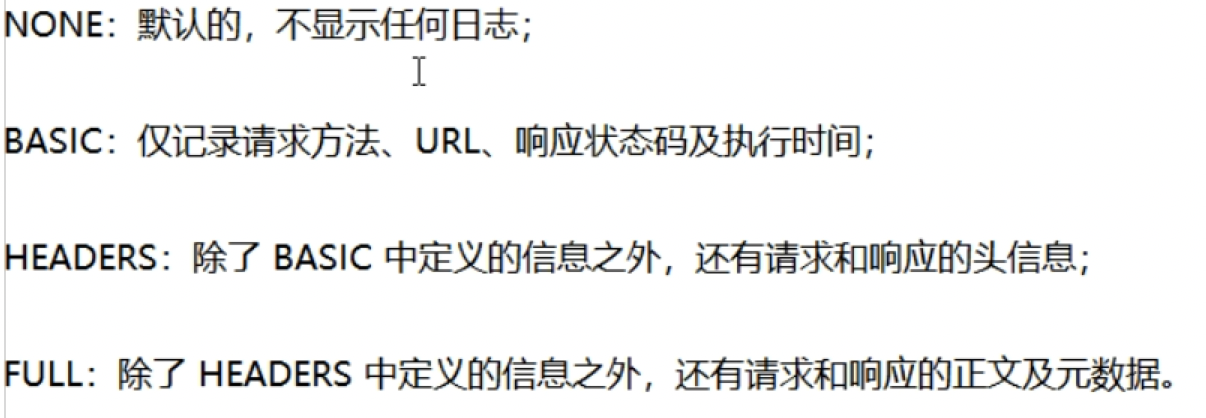 NONE：默认的，不显示任何日志；
BASIC：仅记录请求方法、URL、响应状态码及执行时间；
HEADERS：除了 BASIC 中定义的信息之外，还有请求和响应的头信息；
FULL：除了 HEADERS 中定义的信息之外，还有请求和响应的正文及元数据。